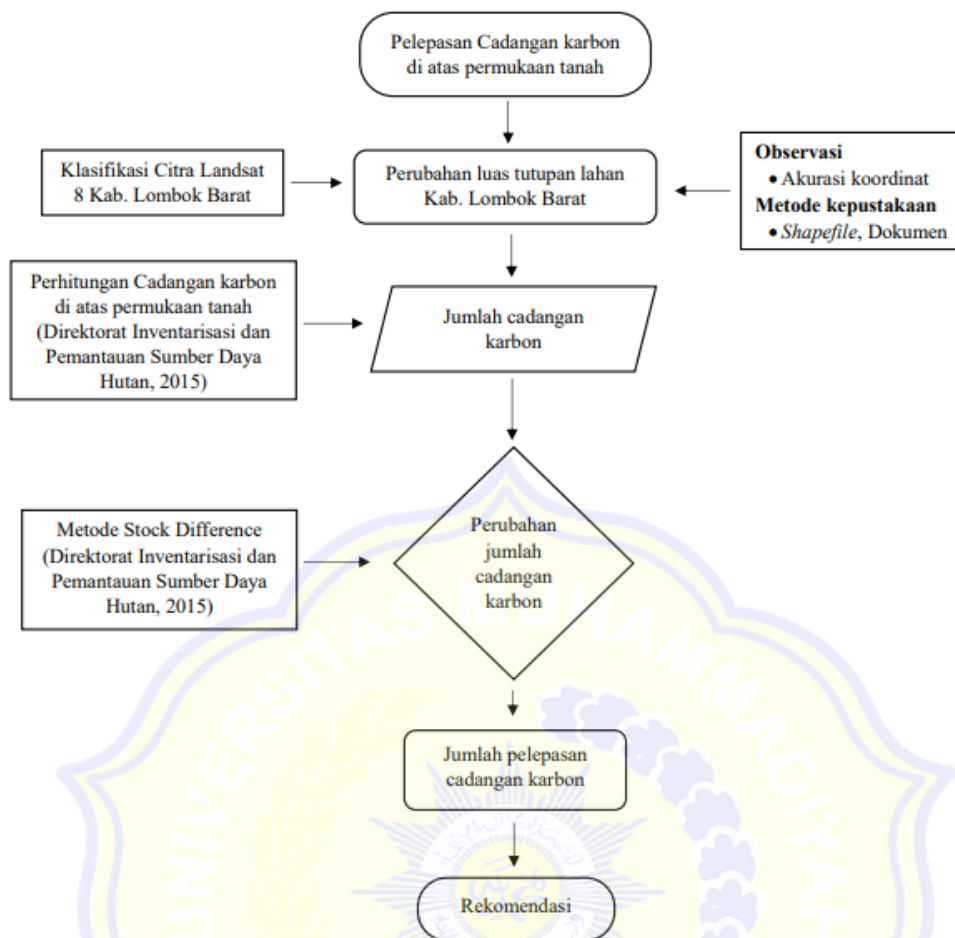 Pelepasan Cadangan karbon
di atas permukaan tanah
Klasifikasi Citra Landsat
8 Kab. Lombok Barat
Perubahan luas tutupan lahan
Kab. Lombok Barat
Observasi
• Akurasi koordinat
Metode kepustakaan
• Shapefile, Dokumen
Perhitungan Cadangan karbon
di atas permukaan tanah
(Direktorat Inventarisasi dan
Pemantauan Sumber Daya
Hutan, 2015)
Jumlah cadangan
karbon
Metode Stock Difference
(Direktorat Inventarisasi dan
Pemantauan Sumber Daya
Hutan, 2015)
Perubahan
jumlah
cadangan
karbon
Jumlah pelepasan
cadangan karbon
Rekomendasi
UNIVERSITAS MUHAMMADIYAH